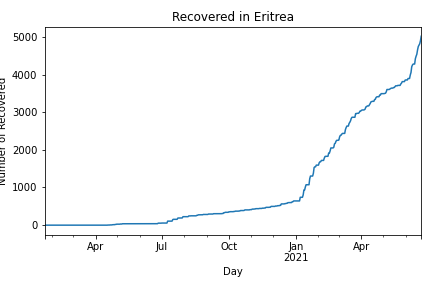 Recovered in Eritrea
Number of Recovered
5000
4000
3000
2000
1000
0
Apr
Jul
Oct
Jan
2021
Apr
Day